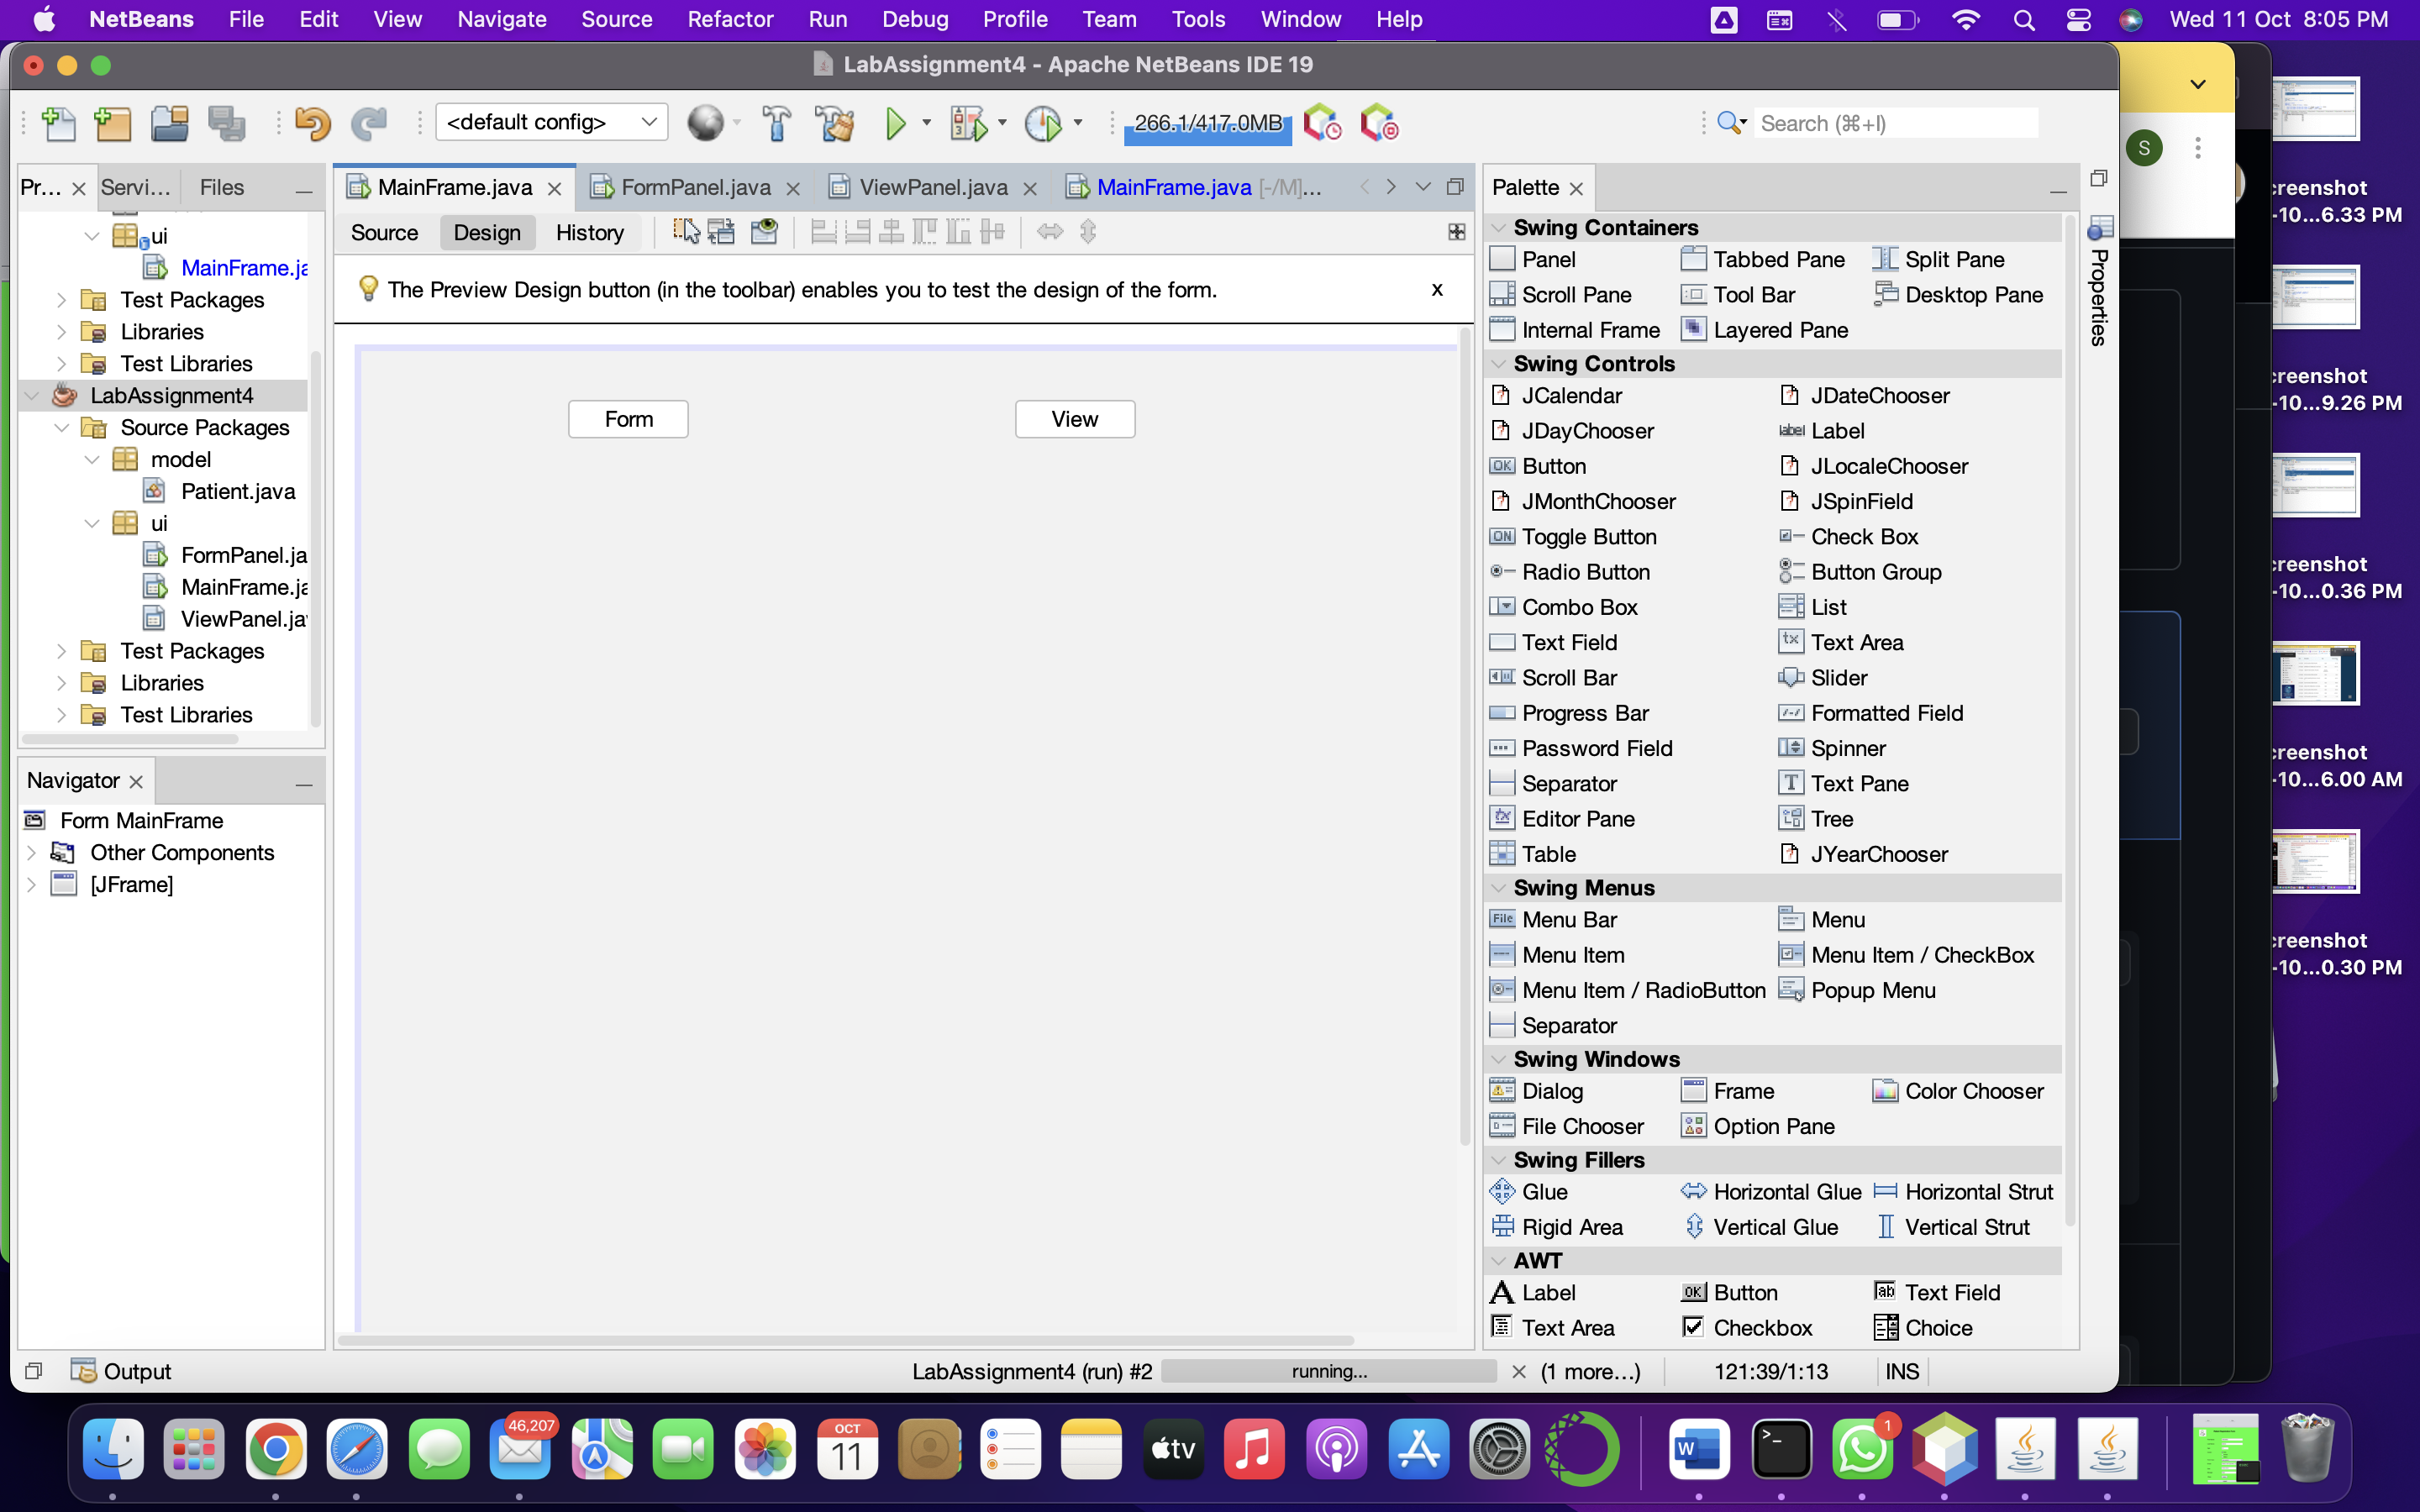 NetBeans File Edit View Navigate Source Refactor Run Debug Profile Team Tools Window Help Wed 11 Oct 8:05 PM
LabAssignment4 - Apache NetBeans IDE 19
<default config> 266.1/417.0MB Search (⌘+I)
Pr... Servi... Files
MainFrame.java FormPanel.java ViewPanel.java MainFrame.java [-/M]...
Palette
Source Design History
The Preview Design button (in the toolbar) enables you to test the design of the form. x
ui
MainFrame.ja
Test Packages
Libraries
Test Libraries
LabAssignment4
Source Packages
model
Patient.java
ui
FormPanel.ja
MainFrame.ja
ViewPanel.ja
Test Packages
Libraries
Test Libraries
Navigator
Form MainFrame
Other Components
[JFrame]
Form View
Swing Containers
Panel Tabbed Pane Split Pane
Scroll Pane Tool Bar Desktop Pane
Internal Frame Layered Pane
Swing Controls
JCalendar JDateChooser
JDayChooser label Label
OK Button JLocaleChooser
JMonthChooser JSpinField
ON Toggle Button Check Box
Radio Button Button Group
Combo Box List
Text Field tx Text Area
Scroll Bar Slider
Progress Bar Formatted Field
Password Field Spinner
Separator T Text Pane
Editor Pane Tree
Table JYearChooser
Swing Menus
File Menu Bar Menu
Menu Item Menu Item / CheckBox
Menu Item / RadioButton Popup Menu
Separator
Swing Windows
Dialog Frame Color Chooser
File Chooser Option Pane
Swing Fillers
Glue Horizontal Glue Horizontal Strut
Rigid Area Vertical Glue Vertical Strut
AWT
A Label OK Button ab Text Field
Text Area Checkbox Choice
Properties
S
creenshot
-10...6.33 PM
creenshot
-10...9.26 PM
creenshot
-10...0.36 PM
creenshot
-10...6.00 AM
creenshot
-10...0.30 PM
Output LabAssignment4 (run) #2 running... (1 more...) 121:39/1:13 INS
46,207
OCT
11
tv
W
>_
1